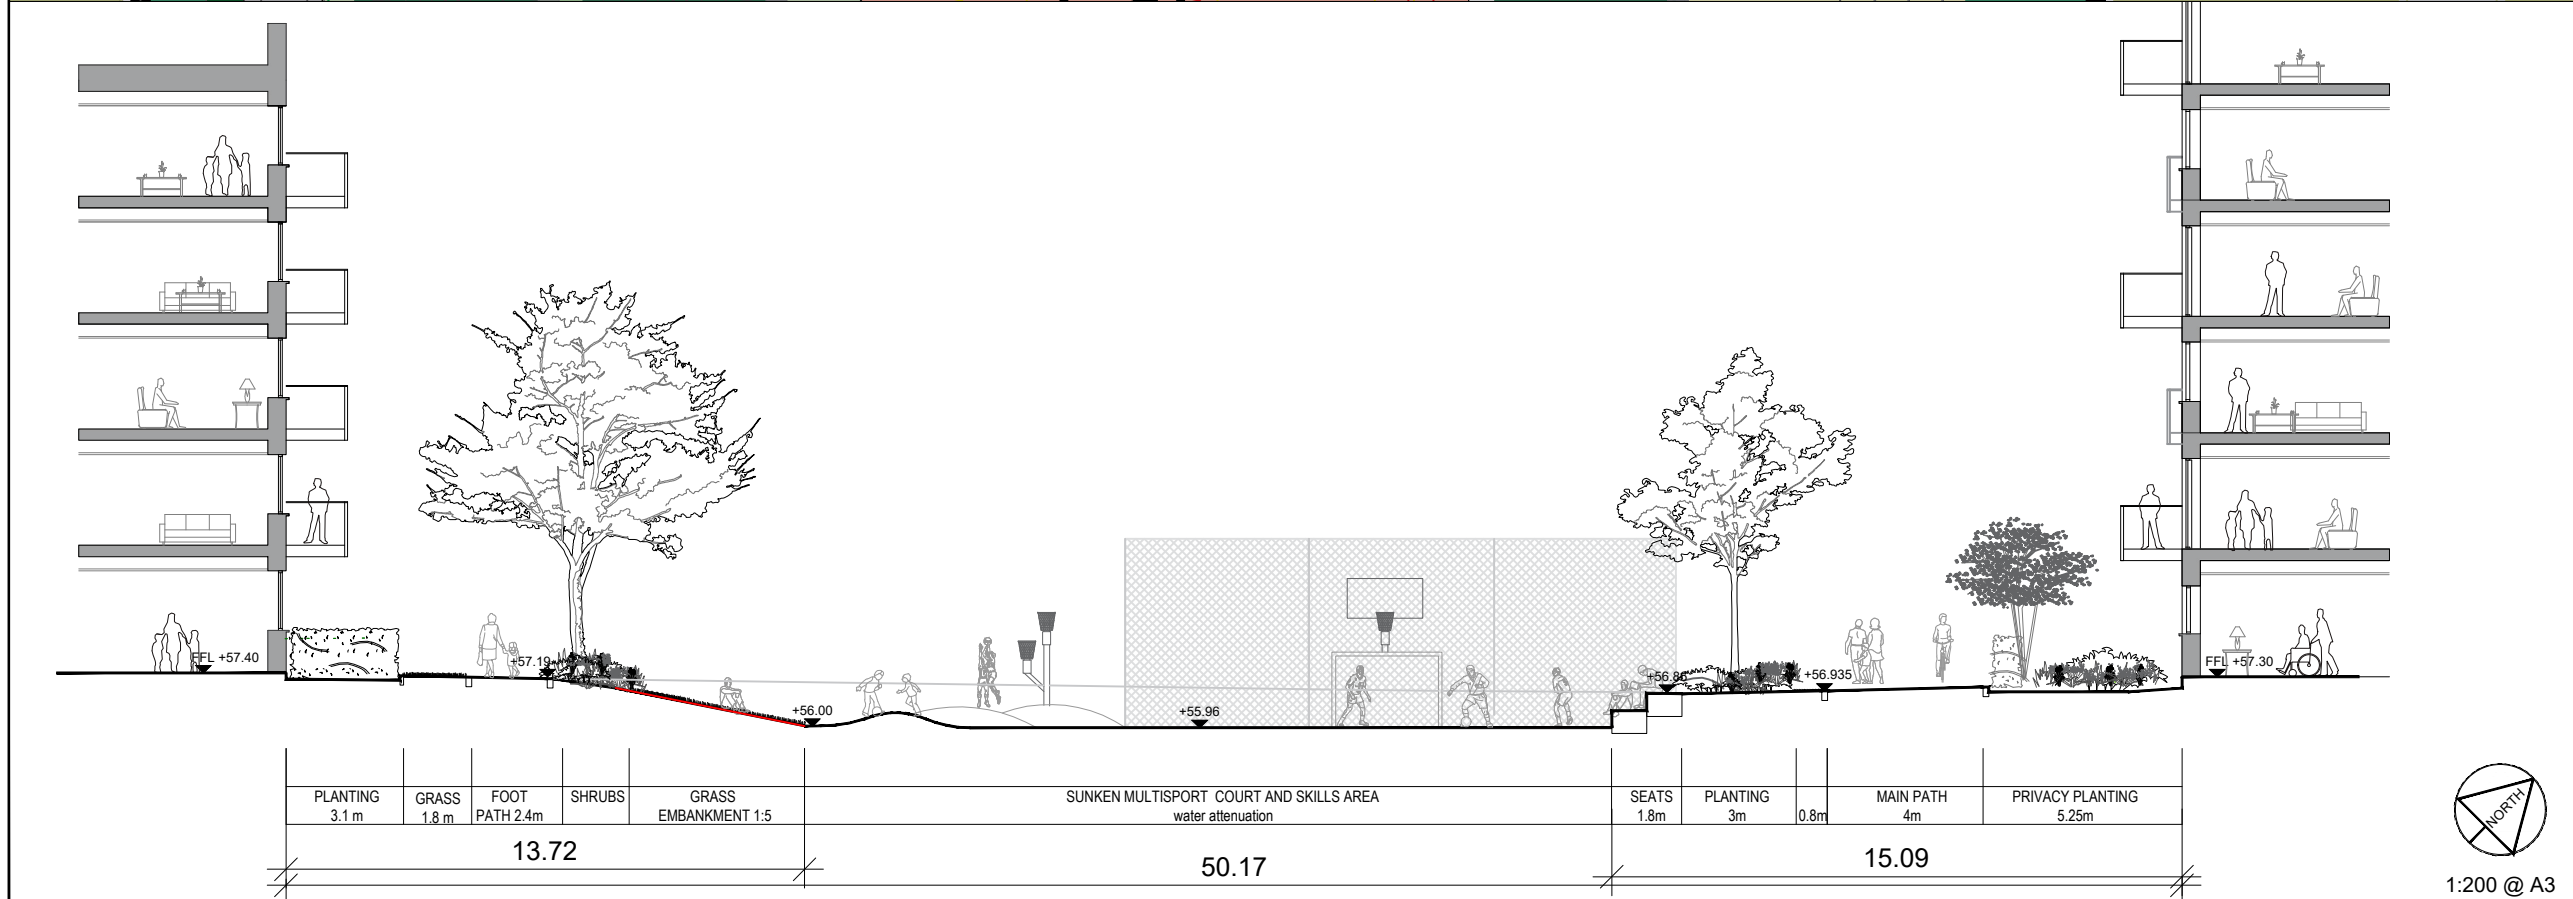 FFL +57.40
+57.19
+56.00
+55.96
+56.86
+56.935
FFL +57.30
PLANTING
3.1 m
GRASS
1.8 m
FOOT
PATH 2.4m
SHRUBS
GRASS
EMBANKMENT 1:5
SUNKEN MULTISPORT COURT AND SKILLS AREA
water attenuation
SEATS
1.8m
PLANTING
3m
0.8m
MAIN PATH
4m
PRIVACY PLANTING
5.25m
13.72
50.17
15.09
NORTH
1:200 @ A3